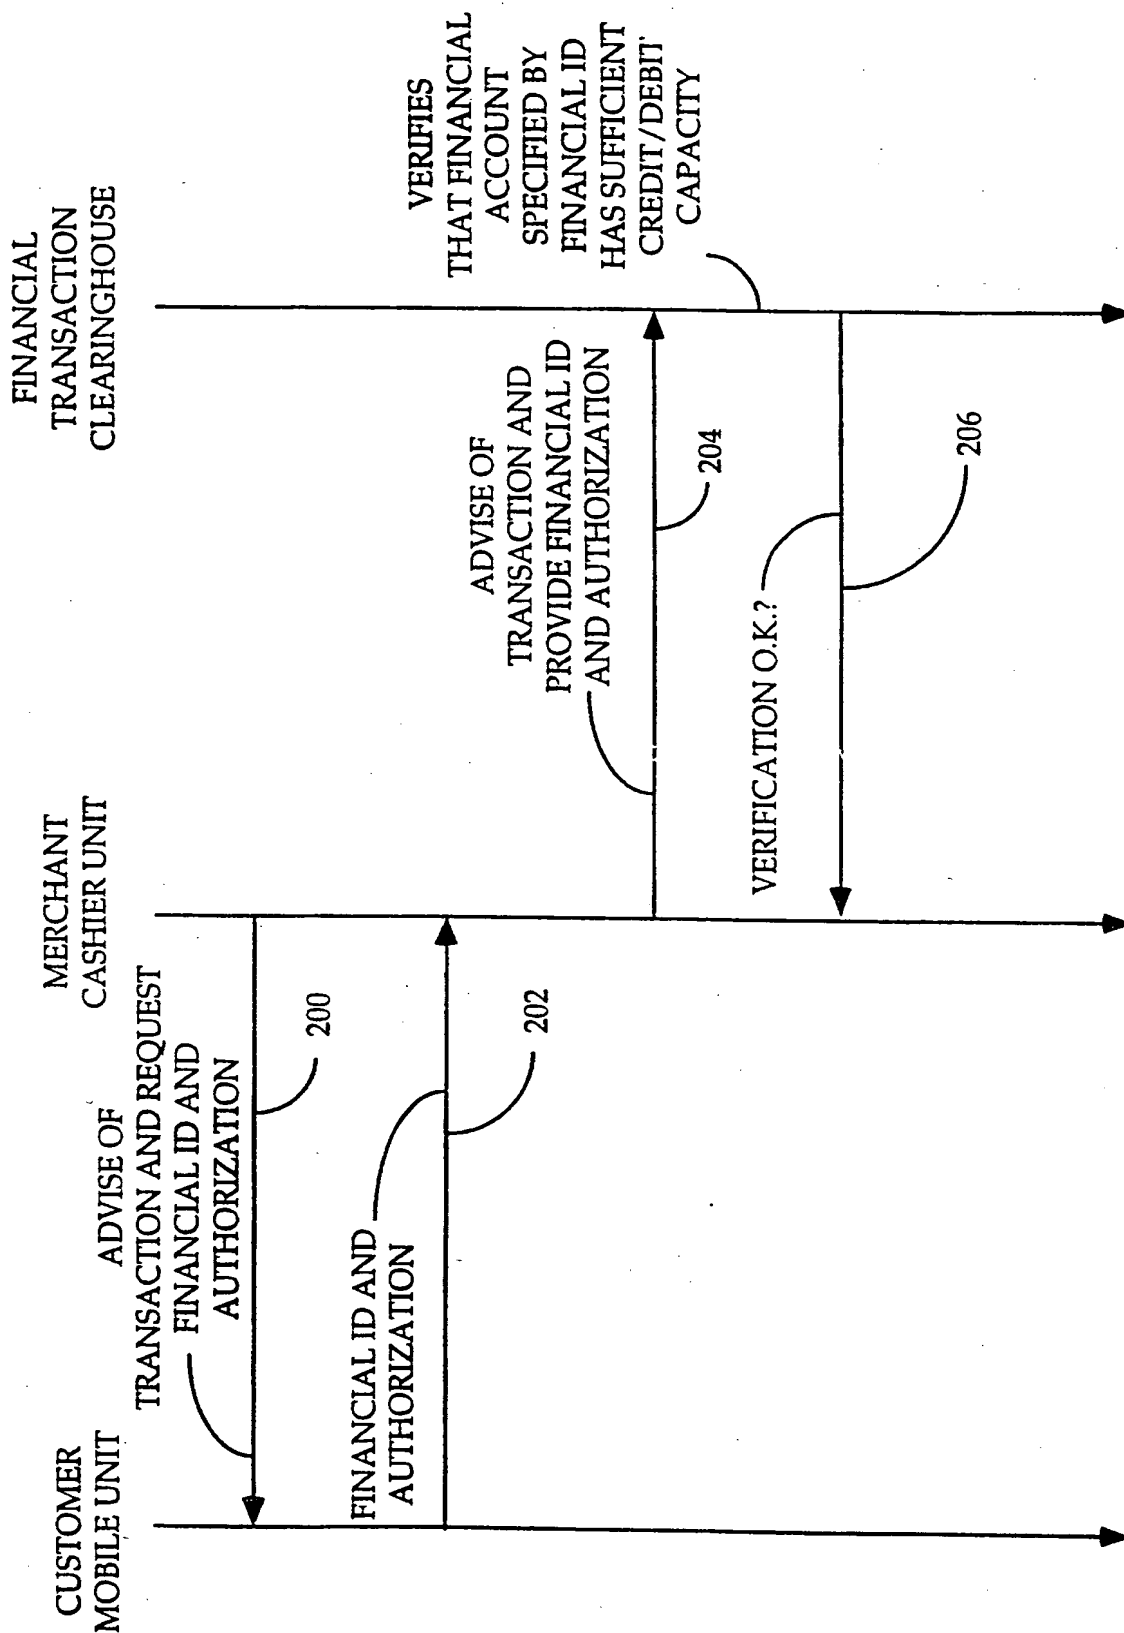 CUSTOMER
MOBILE UNIT
MERCHANT
CASHIER UNIT
FINANCIAL
TRANSACTION
CLEARINGHOUSE
ADVISE OF
TRANSACTION AND REQUEST
FINANCIAL ID AND
AUTHORIZATION
200
FINANCIAL ID AND
AUTHORIZATION
202
ADVISE OF
TRANSACTION AND
PROVIDE FINANCIAL ID
AND AUTHORIZATION
204
VERIFIES
THAT FINANCIAL
ACCOUNT
SPECIFIED BY
FINANCIAL ID
HAS SUFFICIENT
CREDIT/DEBIT
CAPACITY
VERIFICATION O.K.?
206